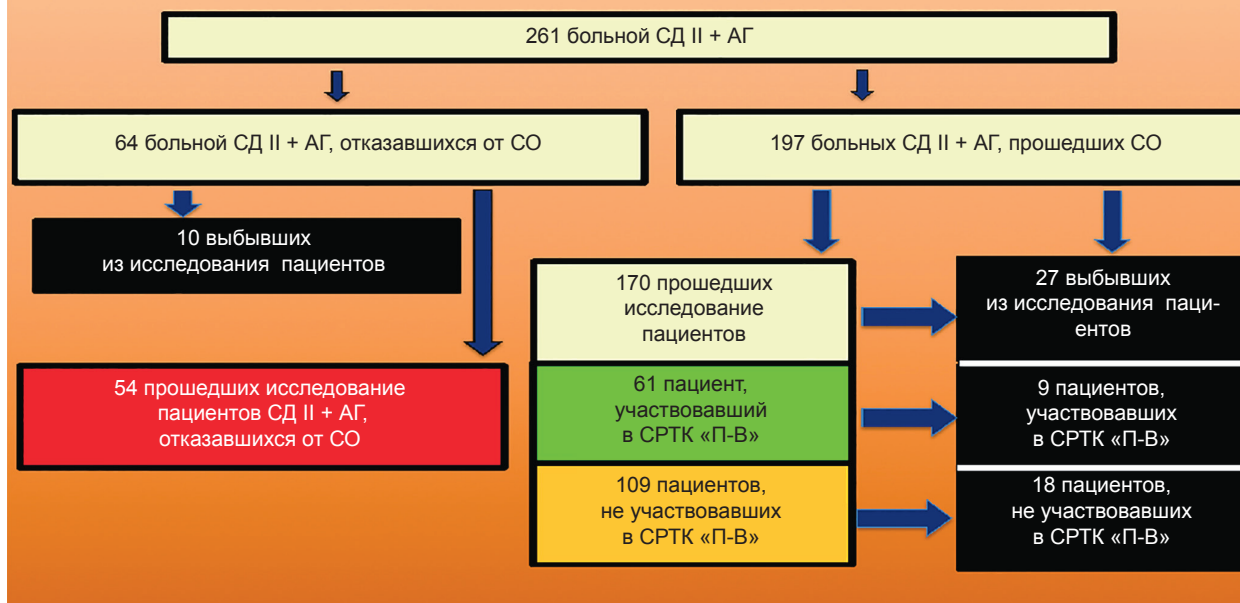 261 больной СД II + АГ
64 больной СД II + АГ, отказавшихся от СО
197 больных СД II + АГ, прошедших СО
10 выбывших
из исследования пациентов
54 прошедших исследование
пациентов СД II + АГ,
отказавшихся от СО
170 прошедших
исследование
пациентов
27 выбывших
из исследования паци-
ентов
61 пациент,
участвовавший
в СРТК «П-В»
9 пациентов,
участвовавших
в СРТК «П-В»
109 пациентов,
не участвовавших
в СРТК «П-В»
18 пациентов,
не участвовавших
в СРТК «П-В»